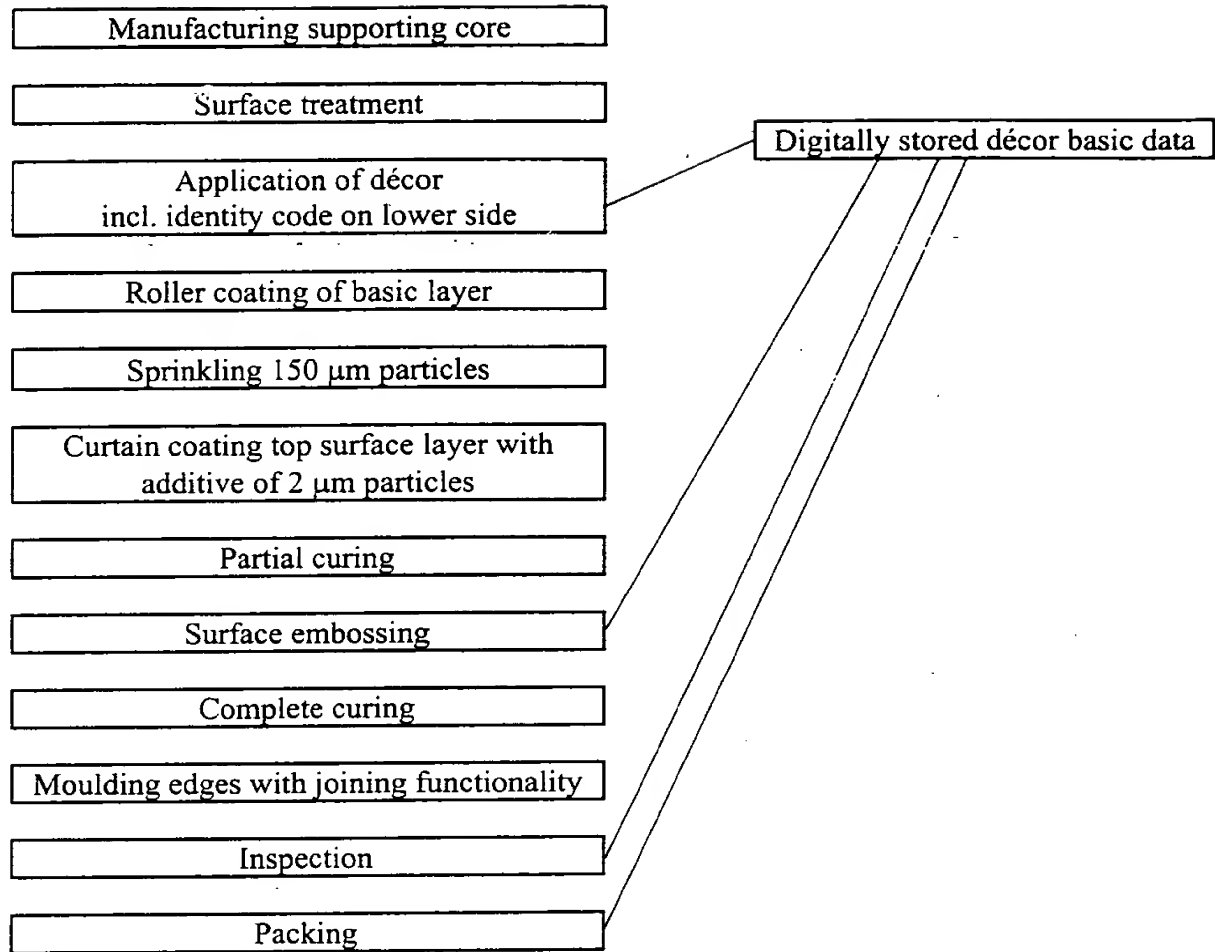 Manufacturing supporting core
Surface treatment
Digitally stored décor basic data
Application of décor
incl. identity code on lower side
Roller coating of basic layer
Sprinkling 150 µm particles
Curtain coating top surface layer with
additive of 2 µm particles
Partial curing
Surface embossing
Complete curing
Moulding edges with joining functionality
Inspection
Packing